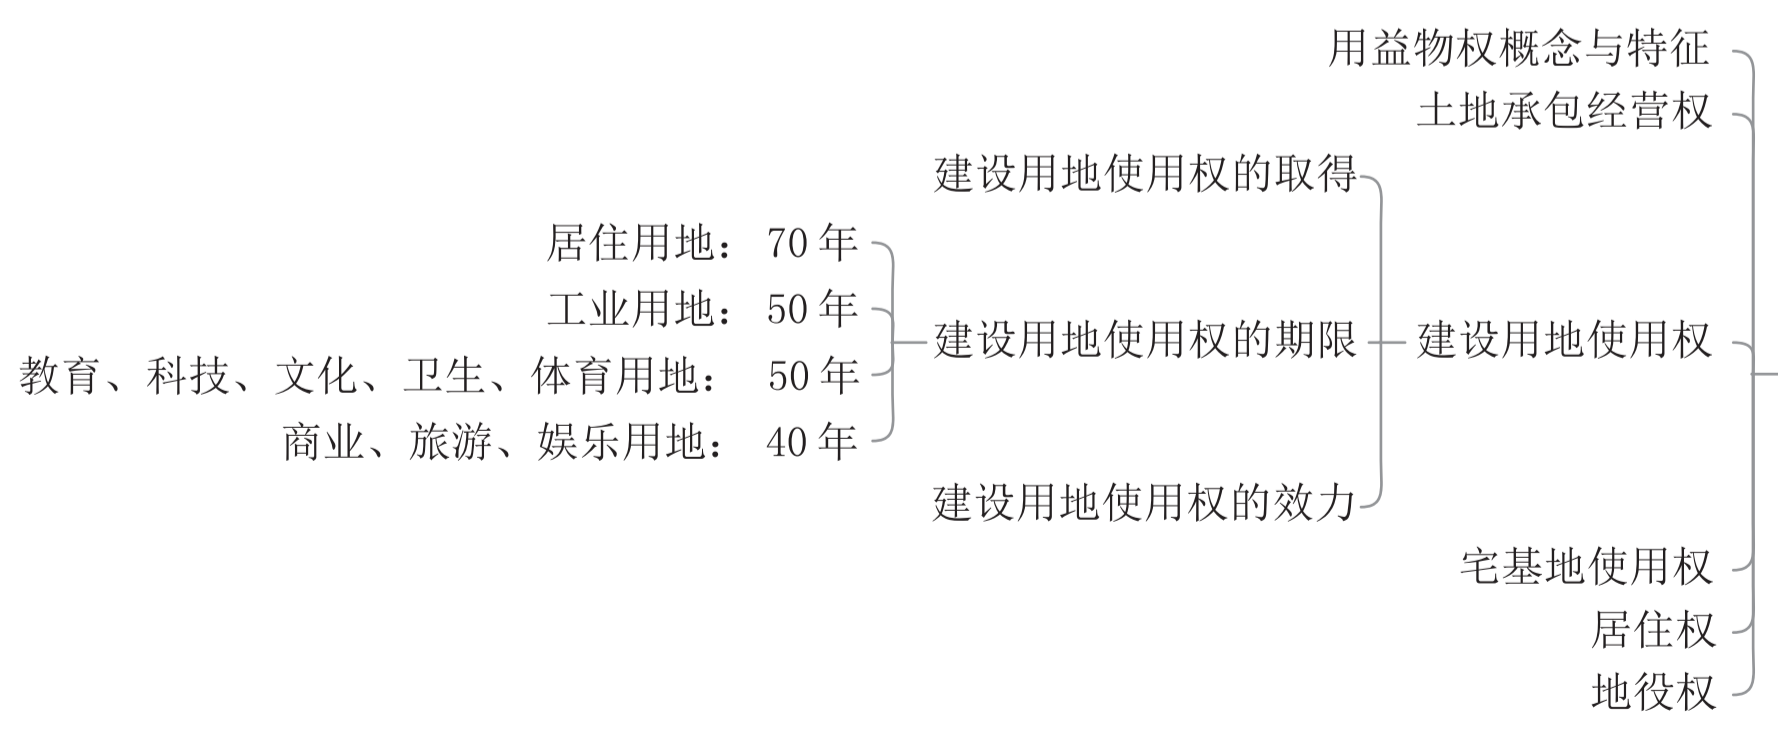 用益物权概念与特征
土地承包经营权
建设用地使用权的取得
居住用地： 70 年
工业用地： 50 年
建设用地使用权的期限
建设用地使用权
教育、科技、文化、卫生、体育用地： 50 年
商业、旅游、娱乐用地： 40 年
建设用地使用权的效力
宅基地使用权
居住权
地役权